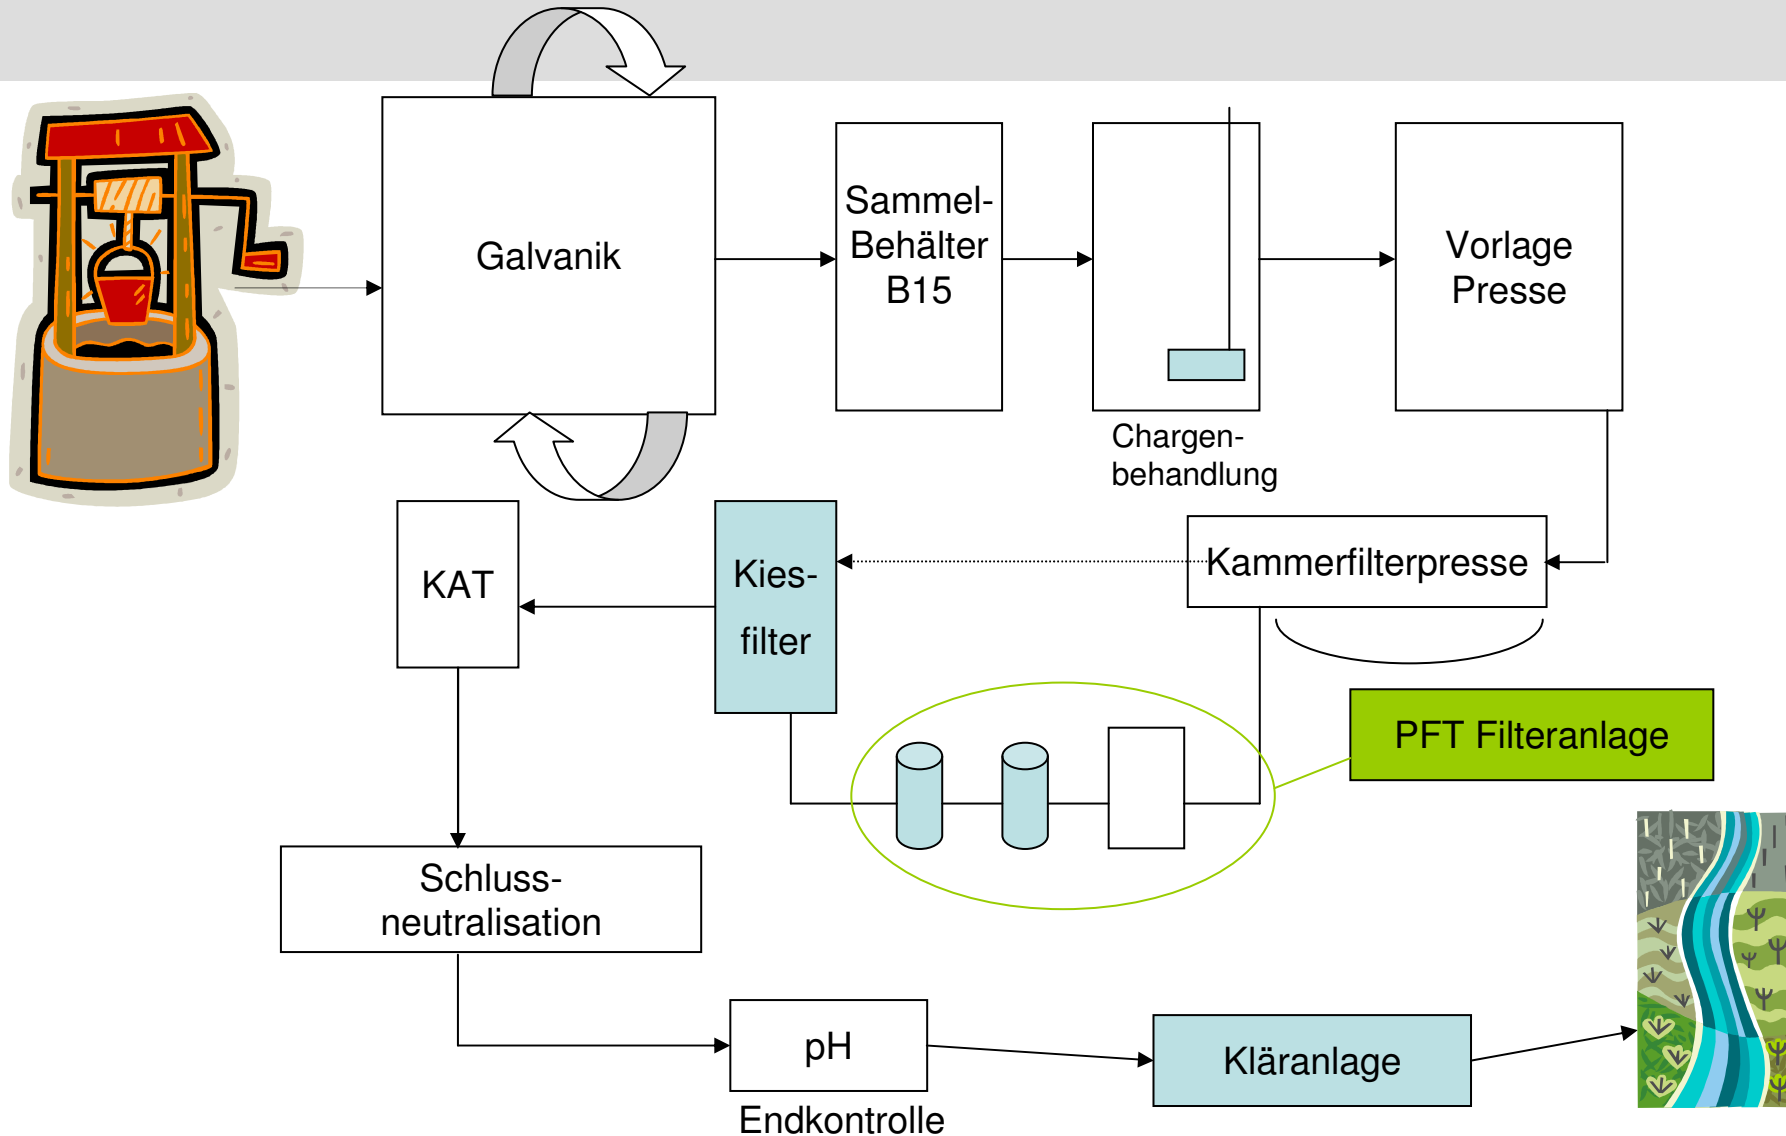 Galvanik
Sammel-
Behälter
B15
Chargen-
behandlung
Vorlage
Presse
Kammerfilterpresse
Kies-
filter
KAT
PFT Filteranlage
Schluss-
neutralisation
pH
Endkontrolle
Kläranlage